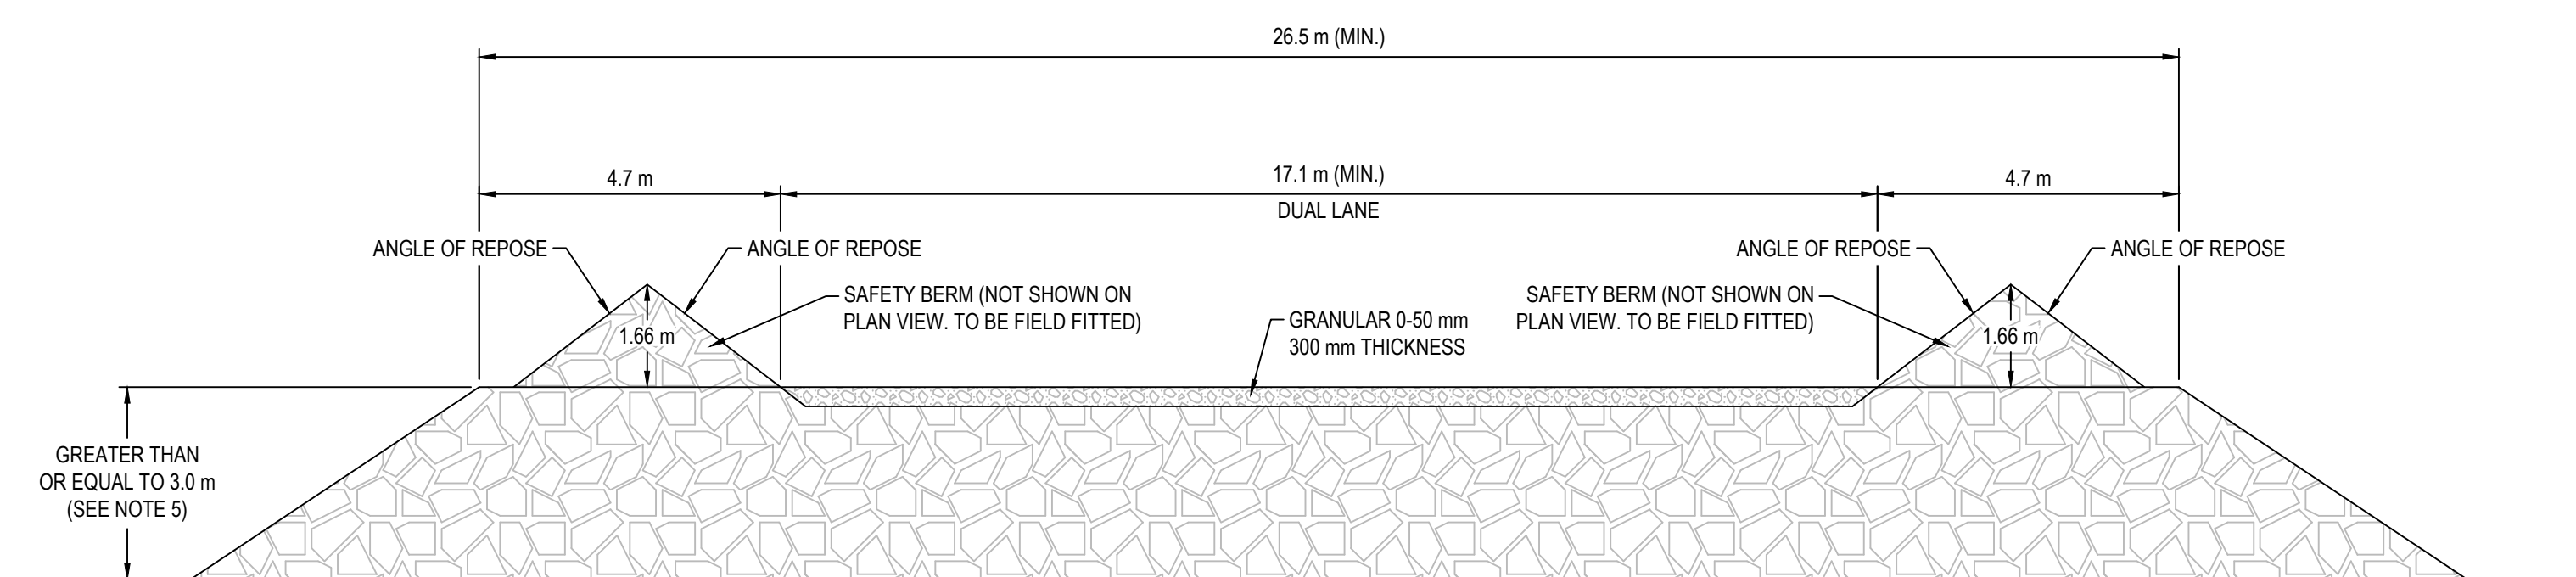 26.5 m (MIN.)
4.7 m
17.1 m (MIN.)
4.7 m
DUAL LANE
ANGLE OF REPOSE
ANGLE OF REPOSE
ANGLE OF REPOSE
ANGLE OF REPOSE
SAFETY BERM (NOT SHOWN ON
PLAN VIEW. TO BE FIELD FITTED)
SAFETY BERM (NOT SHOWN ON
PLAN VIEW. TO BE FIELD FITTED)
1.66 m
GRANULAR 0-50 mm
300 mm THICKNESS
1.66 m
GREATER THAN
OR EQUAL TO 3.0 m
(SEE NOTE 5)